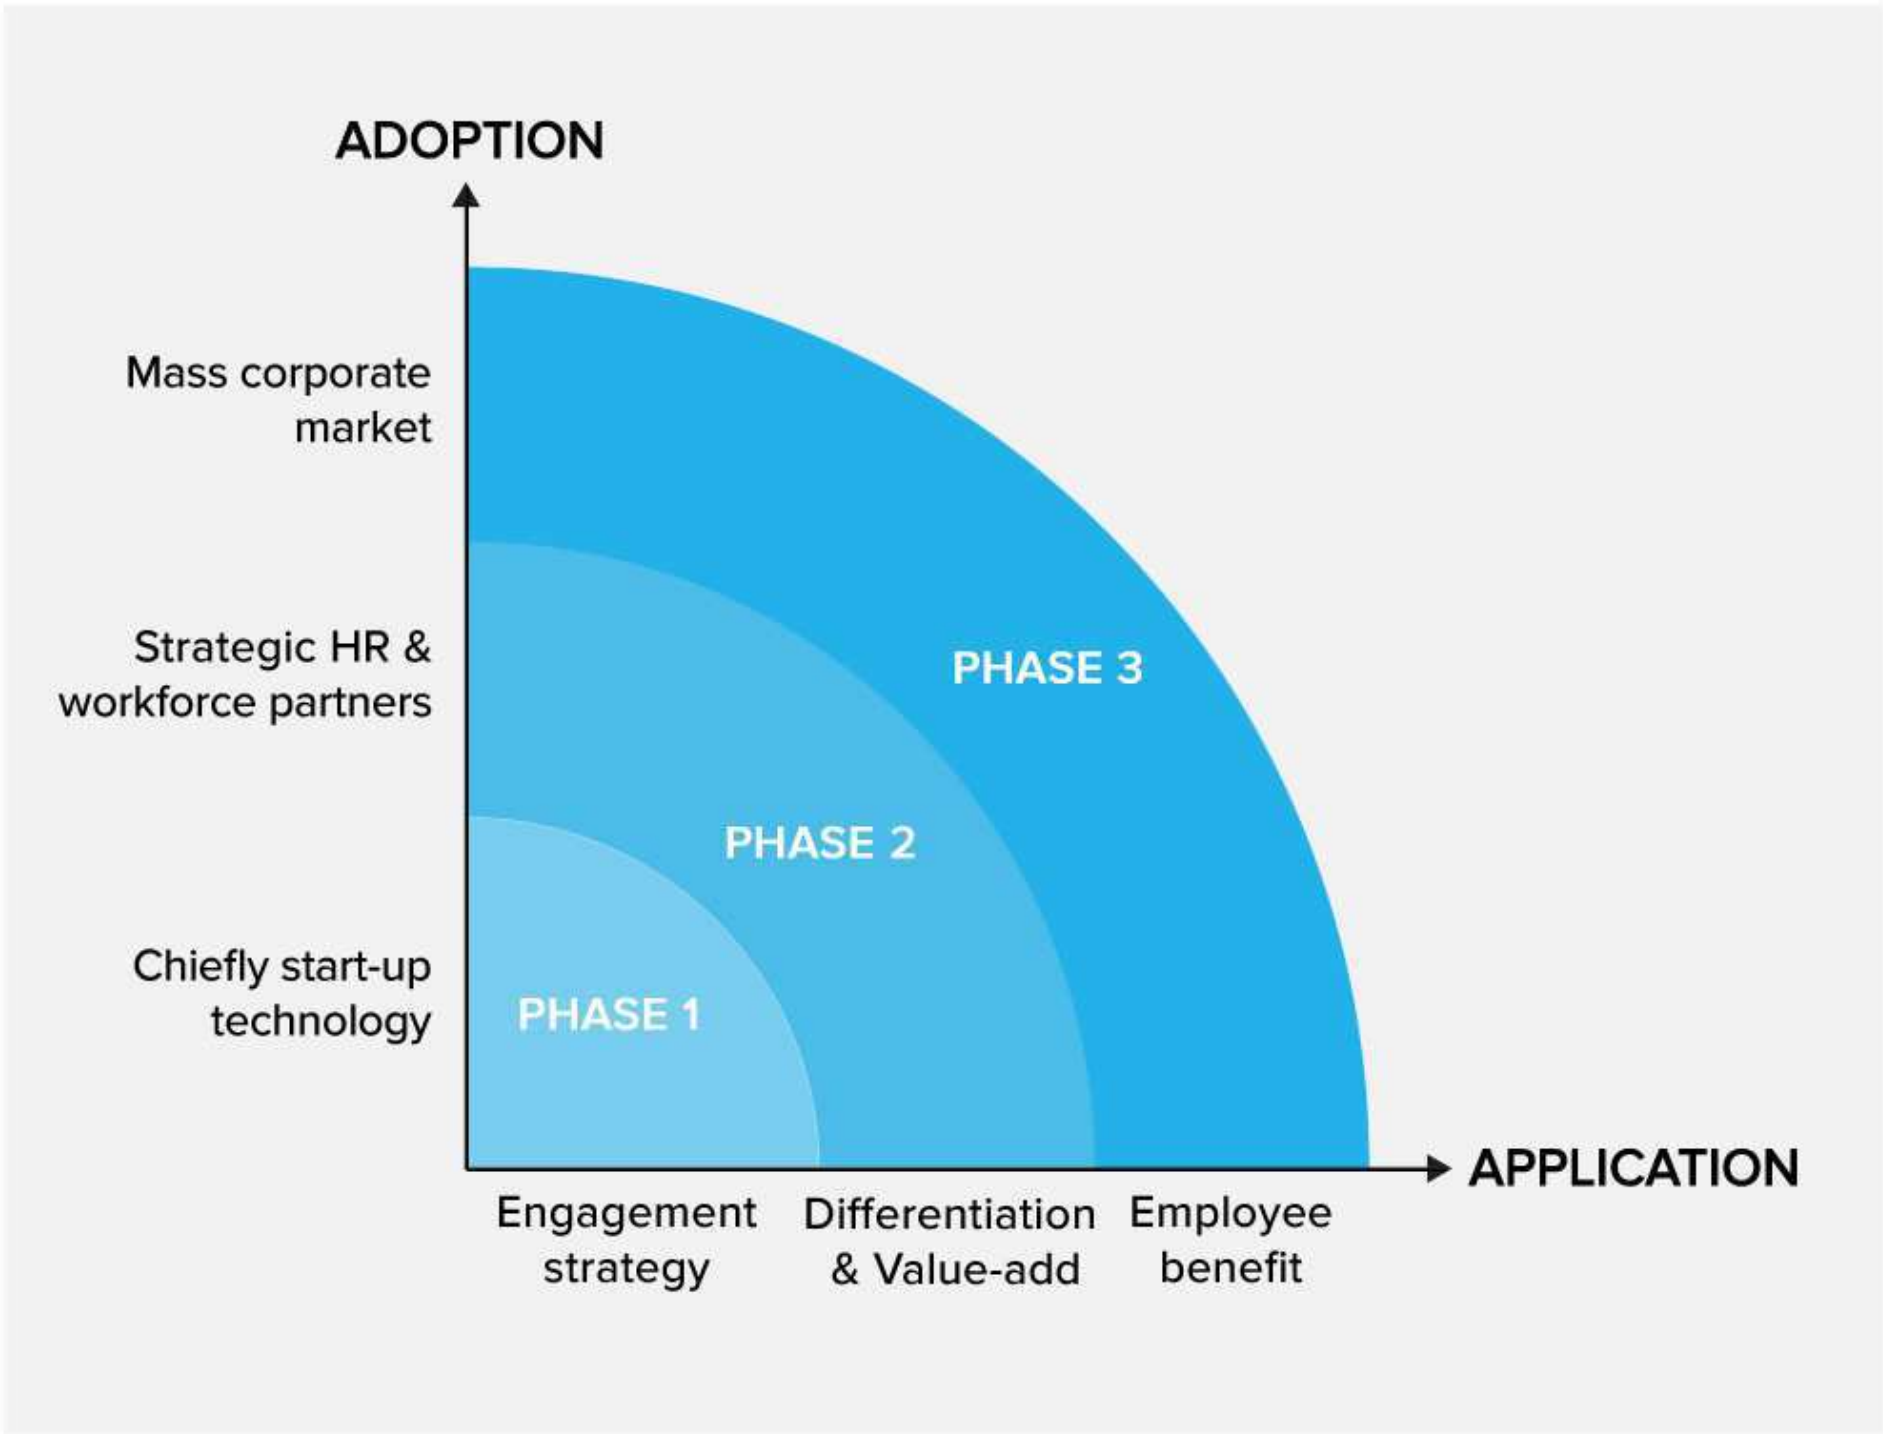 ADOPTION
Mass corporate
market
Strategic HR &
workforce partners
PHASE 3
PHASE 2
Chiefly start-up
technology
PHASE 1
APPLICATION
Engagement
strategy
Differentiation
& Value-add
Employee
benefit